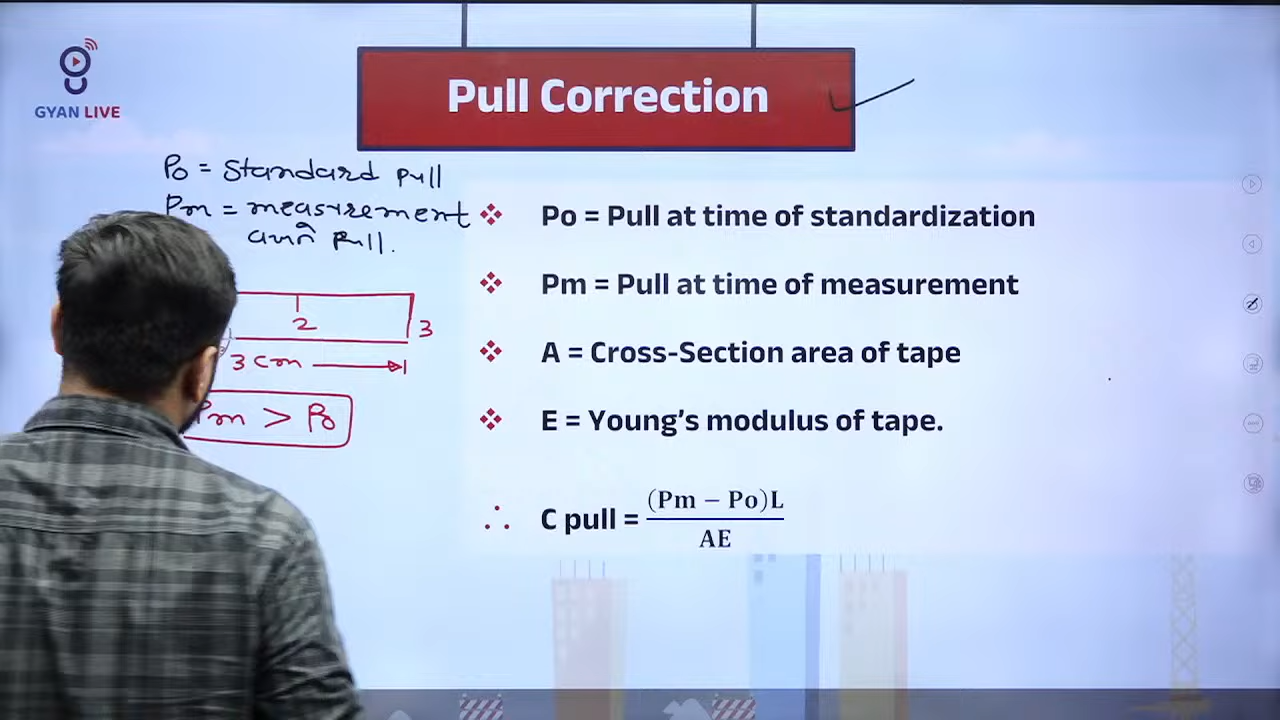 GYAN LIVE
Pull Correction
Po = Standard pull
Pm = measurement
વખતે pull.
2
3
3 cm
Pm > Po
❖ Po = Pull at time of standardization
❖ Pm = Pull at time of measurement
❖ A = Cross-Section area of tape
❖ E = Young’s modulus of tape.
∴ C pull = (Pm − Po)L / AE